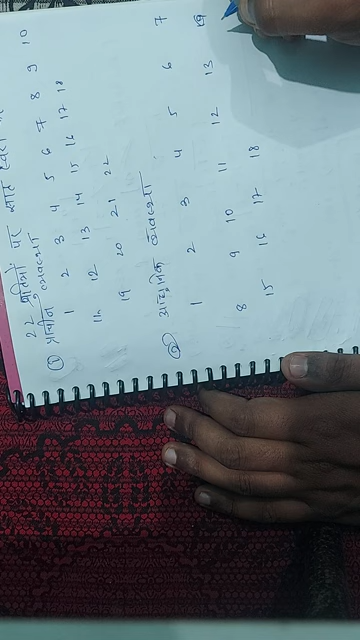 22 श्रुतियों पर सात स्वरों
① प्राचीन व्यवस्था
1 2 3 4 5 6 7 8 9 10
11 12 13 14 15 16 17 18
19 20 21 22
② आधुनिक व्यवस्था
1 2 3 4 5 6 7
8 9 10 11 12 13
15 16 17 18